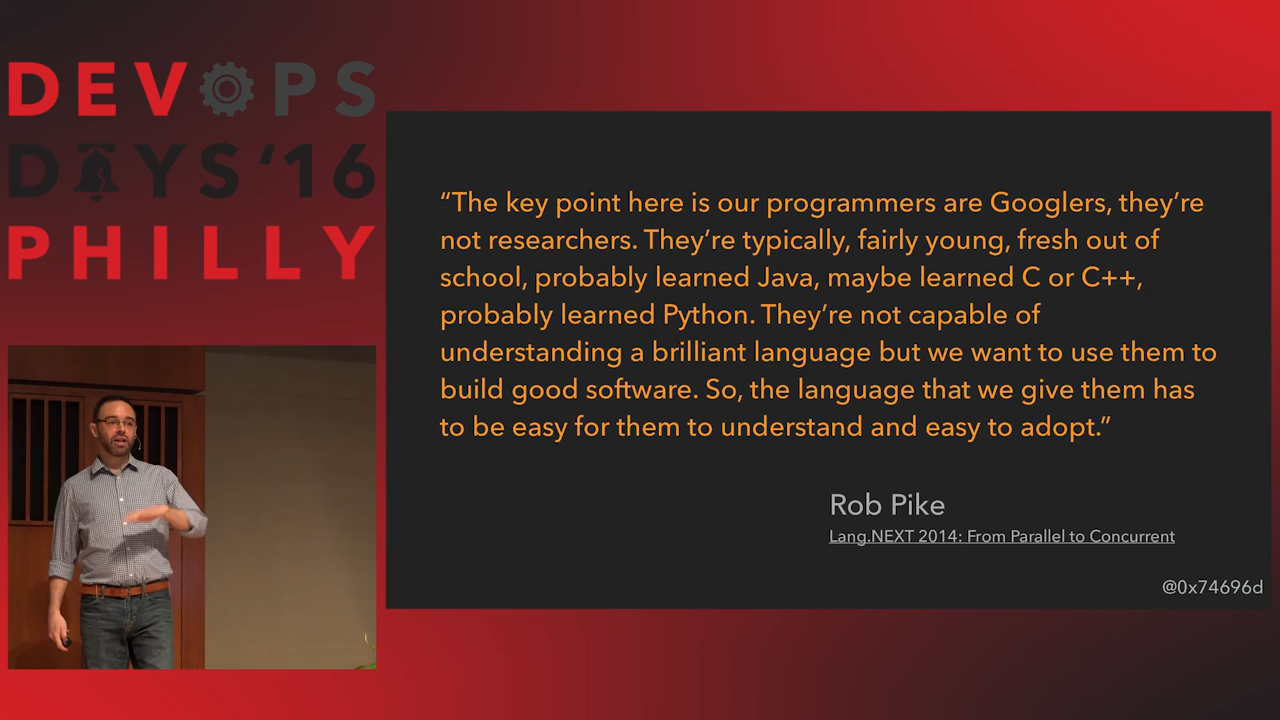 DEVOPS
DAYS '16
PHILLY
“The key point here is our programmers are Googlers, they’re
not researchers. They’re typically, fairly young, fresh out of
school, probably learned Java, maybe learned C or C++,
probably learned Python. They’re not capable of
understanding a brilliant language but we want to use them to
build good software. So, the language that we give them has
to be easy for them to understand and easy to adopt.”
Rob Pike
Lang.NEXT 2014: From Parallel to Concurrent
@0x74696d